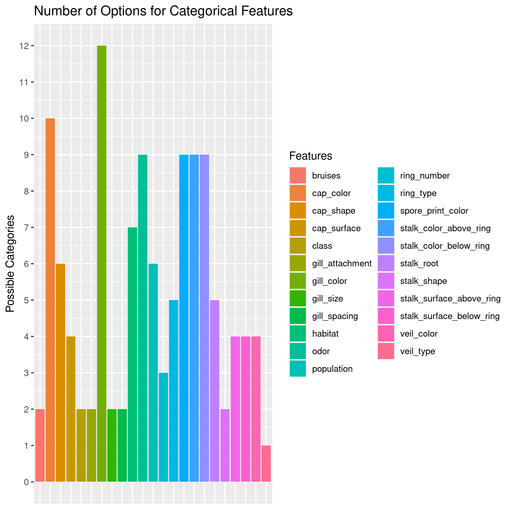 Number of Options for Categorical Features
12
11
10
9
8
7
6
5
4
3
2
1
0
Possible Categories
Features
bruises
cap_color
cap_shape
cap_surface
class
gill_attachment
gill_color
gill_size
gill_spacing
habitat
odor
population
ring_number
ring_type
spore_print_color
stalk_color_above_ring
stalk_color_below_ring
stalk_root
stalk_shape
stalk_surface_above_ring
stalk_surface_below_ring
veil_color
veil_type